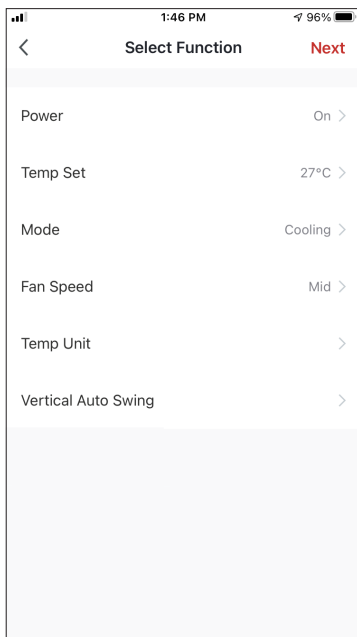 1:46 PM 96%
Select Function Next
Power On
Temp Set 27°C
Mode Cooling
Fan Speed Mid
Temp Unit
Vertical Auto Swing